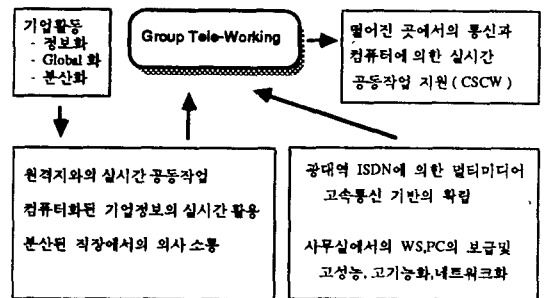 기업활동
- 정보화
- Global 화
- 분산화
Group Tele-Working
떨어진 곳에서의 통신과
컴퓨터에 의한 실시간
공동작업 지원 ( CSCW )
원격지와의 실시간 공동작업
컴퓨터화된 기업정보의 실시간 활용
분산된 직장에서의 의사 소통
광대역 ISDN에 의한 멀티미디어
고속통신 기반의 확립
사무실에서의 WS,PC의 보급및
고성능, 고기능화,네트워크화